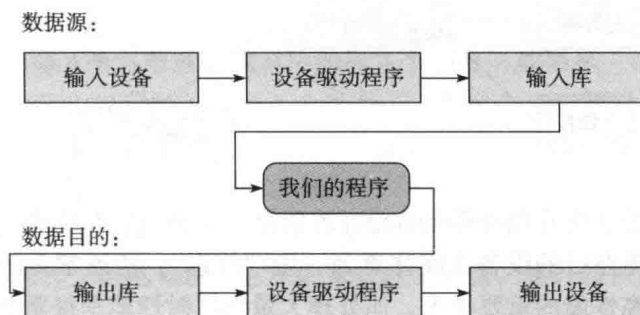 数据源：
输入设备
设备驱动程序
输入库
我们的程序
数据目的：
输出库
设备驱动程序
输出设备